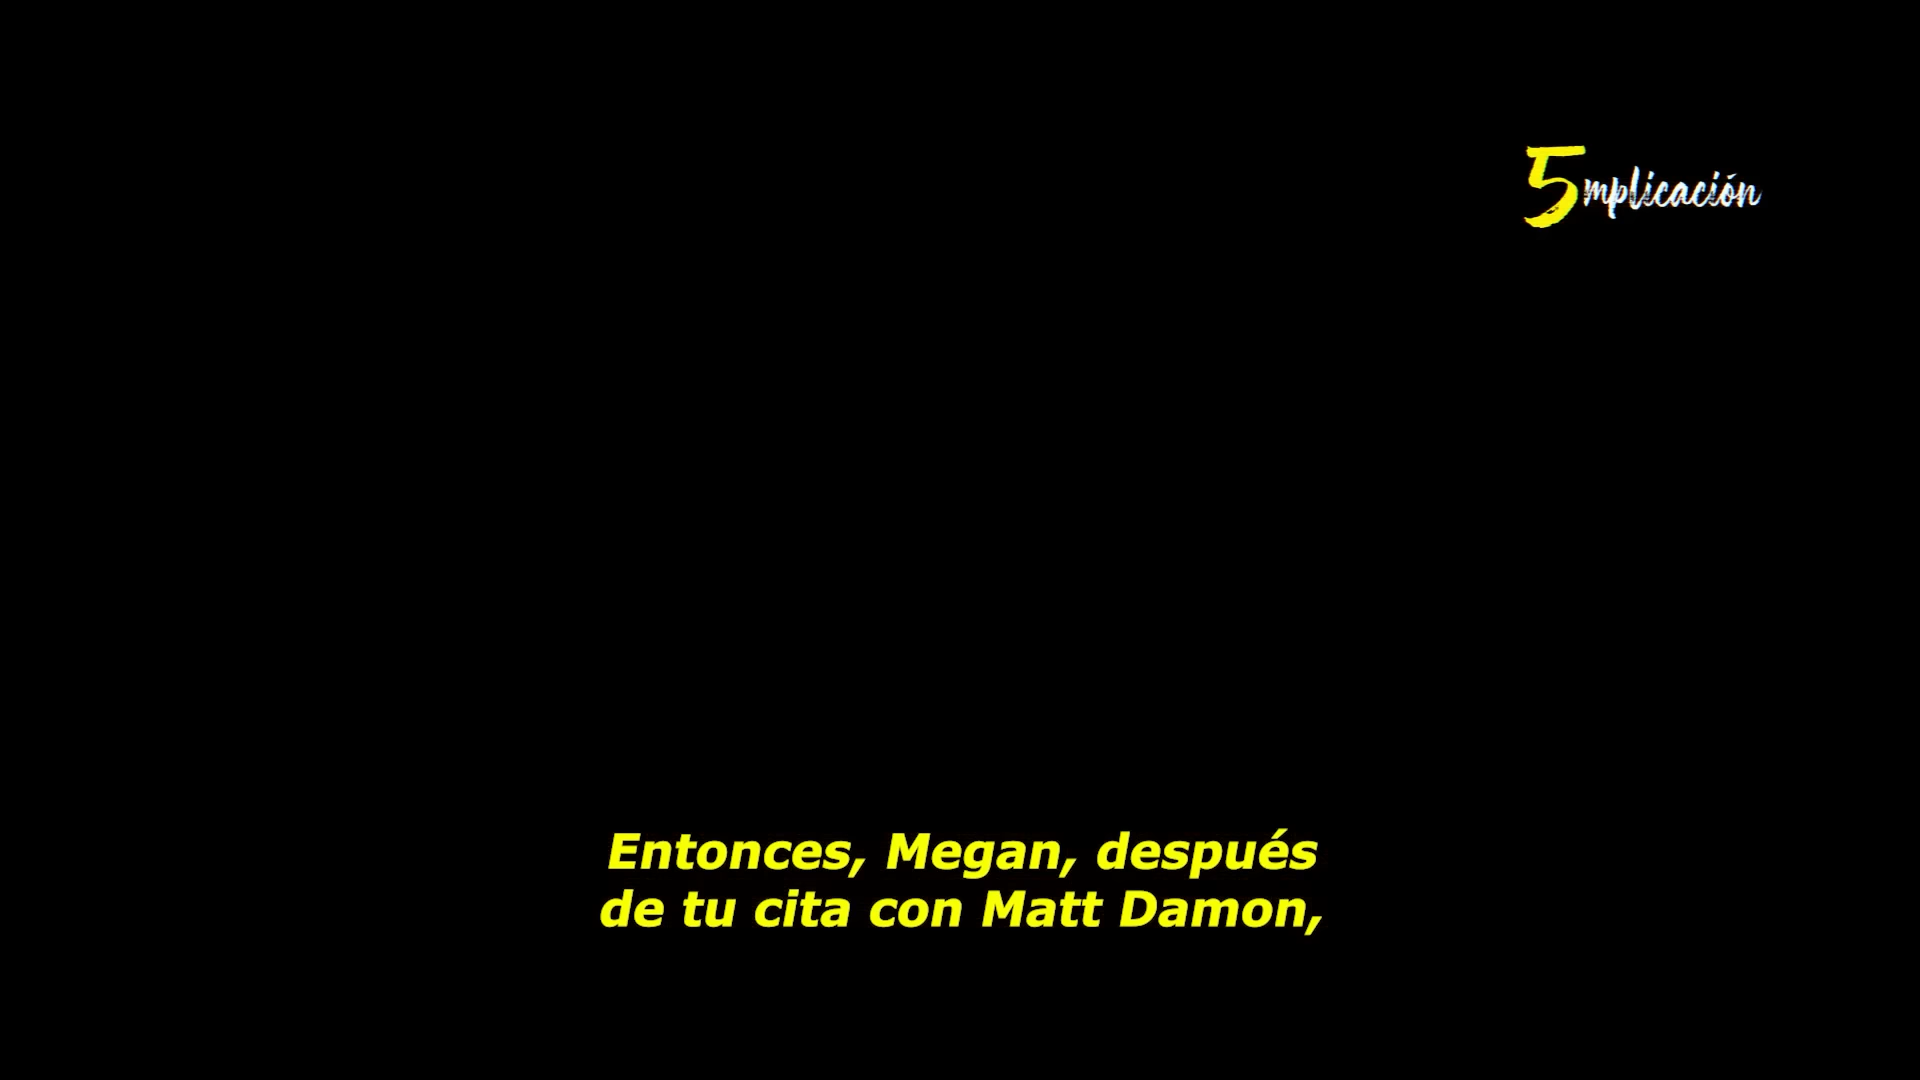 5mplicación
Entonces, Megan, después
de tu cita con Matt Damon,